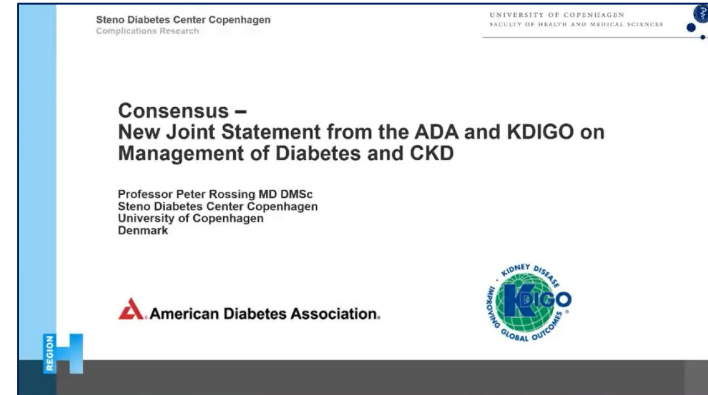 Steno Diabetes Center Copenhagen
Complications Research
UNIVERSITY OF COPENHAGEN
FACULTY OF HEALTH AND MEDICAL SCIENCES
Consensus –
New Joint Statement from the ADA and KDIGO on
Management of Diabetes and CKD
Professor Peter Rossing MD DMSc
Steno Diabetes Center Copenhagen
University of Copenhagen
Denmark
American Diabetes Association®
KIDNEY DISEASE
KDIGO
IMPROVING GLOBAL OUTCOMES ®
REGION
H